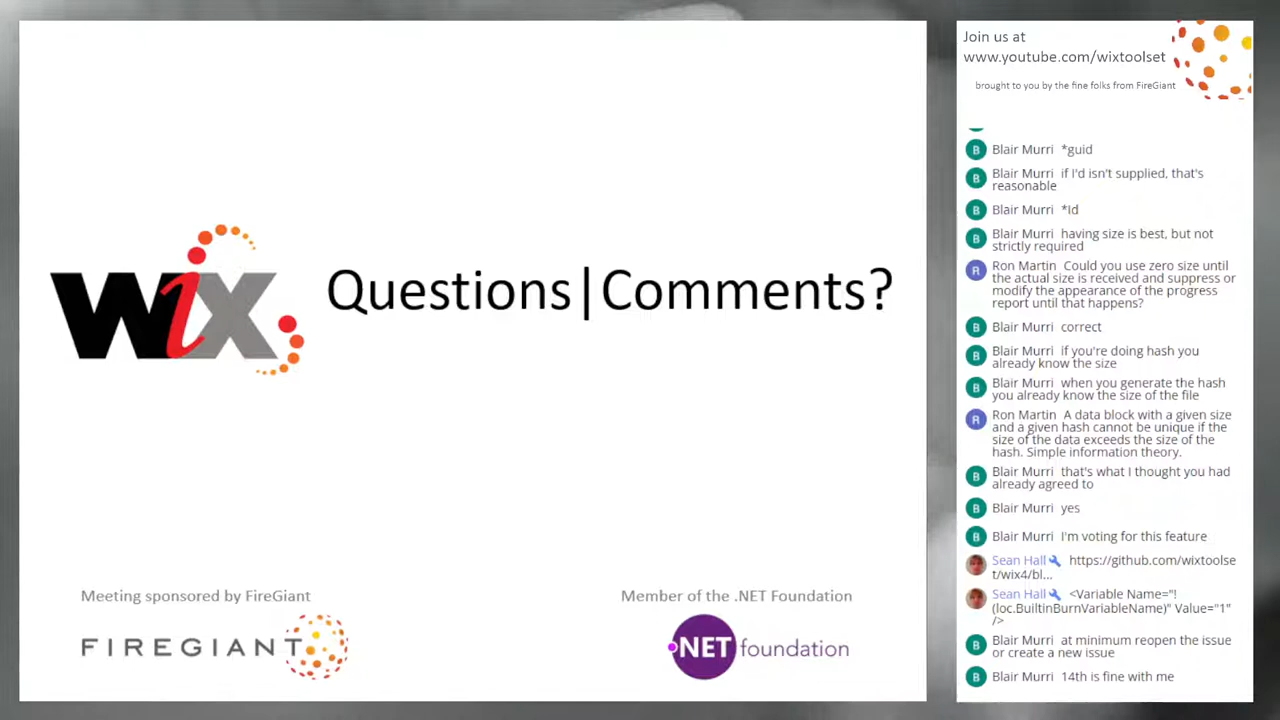 WiX
Questions|Comments?
Meeting sponsored by FireGiant
FIREGIANT
Member of the .NET Foundation
.NET foundation
Join us at
www.youtube.com/wixtoolset
brought to you by the fine folks from FireGiant
B Blair Murri *guid
B Blair Murri if I'd isn't supplied, that's
reasonable
B Blair Murri *Id
B Blair Murri having size is best, but not
strictly required
R Ron Martin Could you use zero size until
the actual size is received and suppress or
modify the appearance of the progress
report until that happens?
B Blair Murri correct
B Blair Murri if you're doing hash you
already know the size
B Blair Murri when you generate the hash
you already know the size of the file
R Ron Martin A data block with a given size
and a given hash cannot be unique if the
size of the data exceeds the size of the
hash. Simple information theory.
B Blair Murri that's what I thought you had
already agreed to
B Blair Murri yes
B Blair Murri I'm voting for this feature
Sean Hall https://github.com/wixtoolse
t/wix4/bl...
Sean Hall <Variable Name="!
(loc.BuiltinBurnVariableName)" Value="1"
/>
B Blair Murri at minimum reopen the issue
or create a new issue
B Blair Murri 14th is fine with me